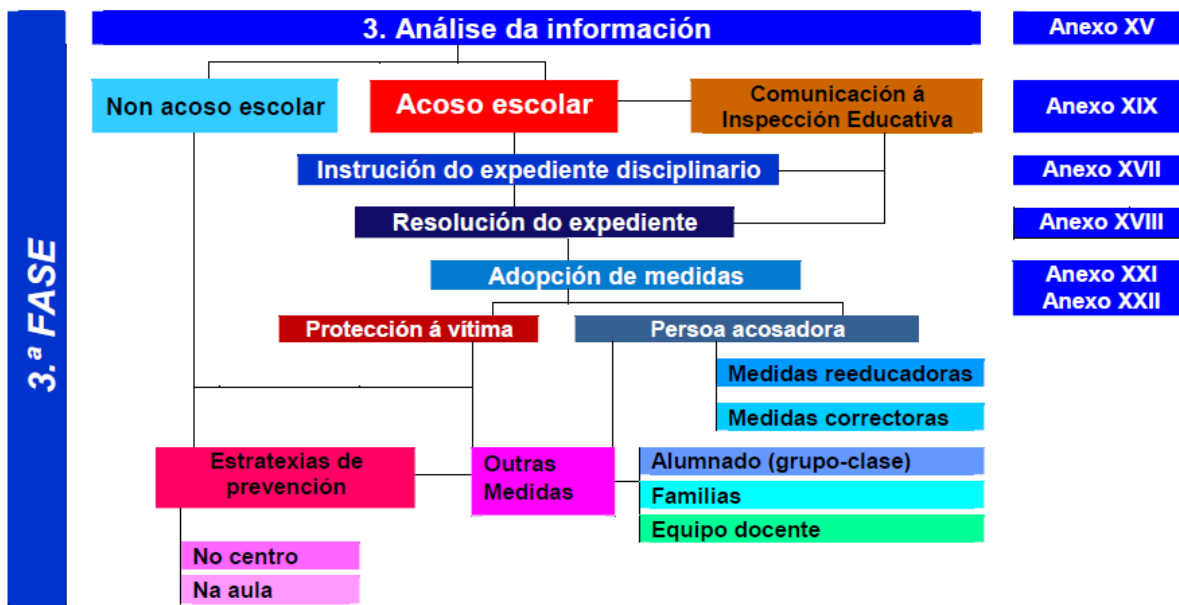 3.ª FASE
3. Análise da información
Anexo XV
Non acoso escolar
Acoso escolar
Comunicación á
Inspección Educativa
Anexo XIX
Instrución do expediente disciplinario
Anexo XVII
Resolución do expediente
Anexo XVIII
Adopción de medidas
Anexo XXI
Anexo XXII
Protección á vítima
Persoa acosadora
Medidas reeducadoras
Medidas correctoras
Estratexias de
prevención
Outras
Medidas
Alumnado (grupo-clase)
Familias
Equipo docente
No centro
Na aula